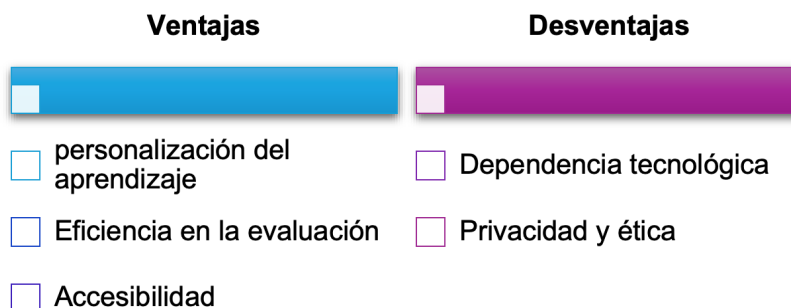 Ventajas
Desventajas
personalización del
aprendizaje
Eficiencia en la evaluación
Accesibilidad
Dependencia tecnológica
Privacidad y ética